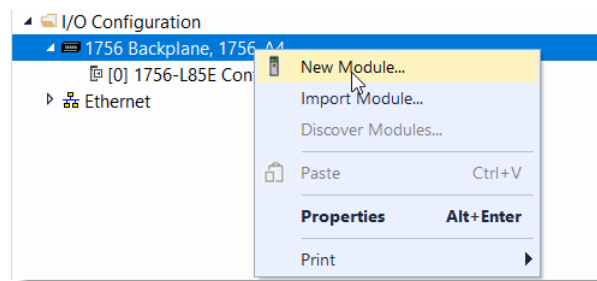 I/O Configuration
1756 Backplane, 1756-A4
New Module...
[0] 1756-L85E Con
Import Module...
Ethernet
Discover Modules...
Paste Ctrl+V
Properties Alt+Enter
Print